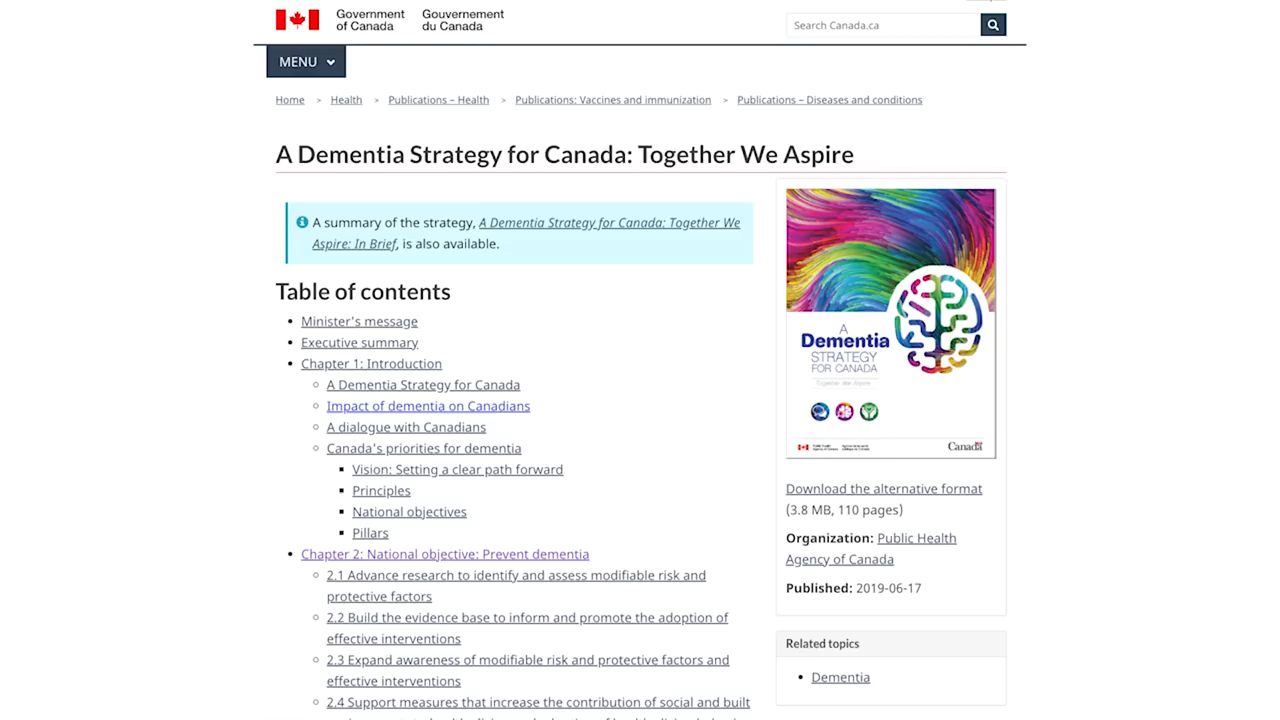 Government
of Canada
Gouvernement
du Canada
Search Canada.ca
MENU
Home > Health > Publications – Health > Publications: Vaccines and immunization > Publications – Diseases and conditions
A Dementia Strategy for Canada: Together We Aspire
A summary of the strategy, A Dementia Strategy for Canada: Together We
Aspire: In Brief, is also available.
Table of contents
• Minister's message
• Executive summary
• Chapter 1: Introduction
○ A Dementia Strategy for Canada
○ Impact of dementia on Canadians
○ A dialogue with Canadians
○ Canada's priorities for dementia
▪ Vision: Setting a clear path forward
▪ Principles
▪ National objectives
▪ Pillars
• Chapter 2: National objective: Prevent dementia
○ 2.1 Advance research to identify and assess modifiable risk and
protective factors
○ 2.2 Build the evidence base to inform and promote the adoption of
effective interventions
○ 2.3 Expand awareness of modifiable risk and protective factors and
effective interventions
○ 2.4 Support measures that increase the contribution of social and built
A
Dementia
STRATEGY
FOR CANADA
Together We Aspire
Canada
Download the alternative format
(3.8 MB, 110 pages)
Organization: Public Health
Agency of Canada
Published: 2019-06-17
Related topics
• Dementia